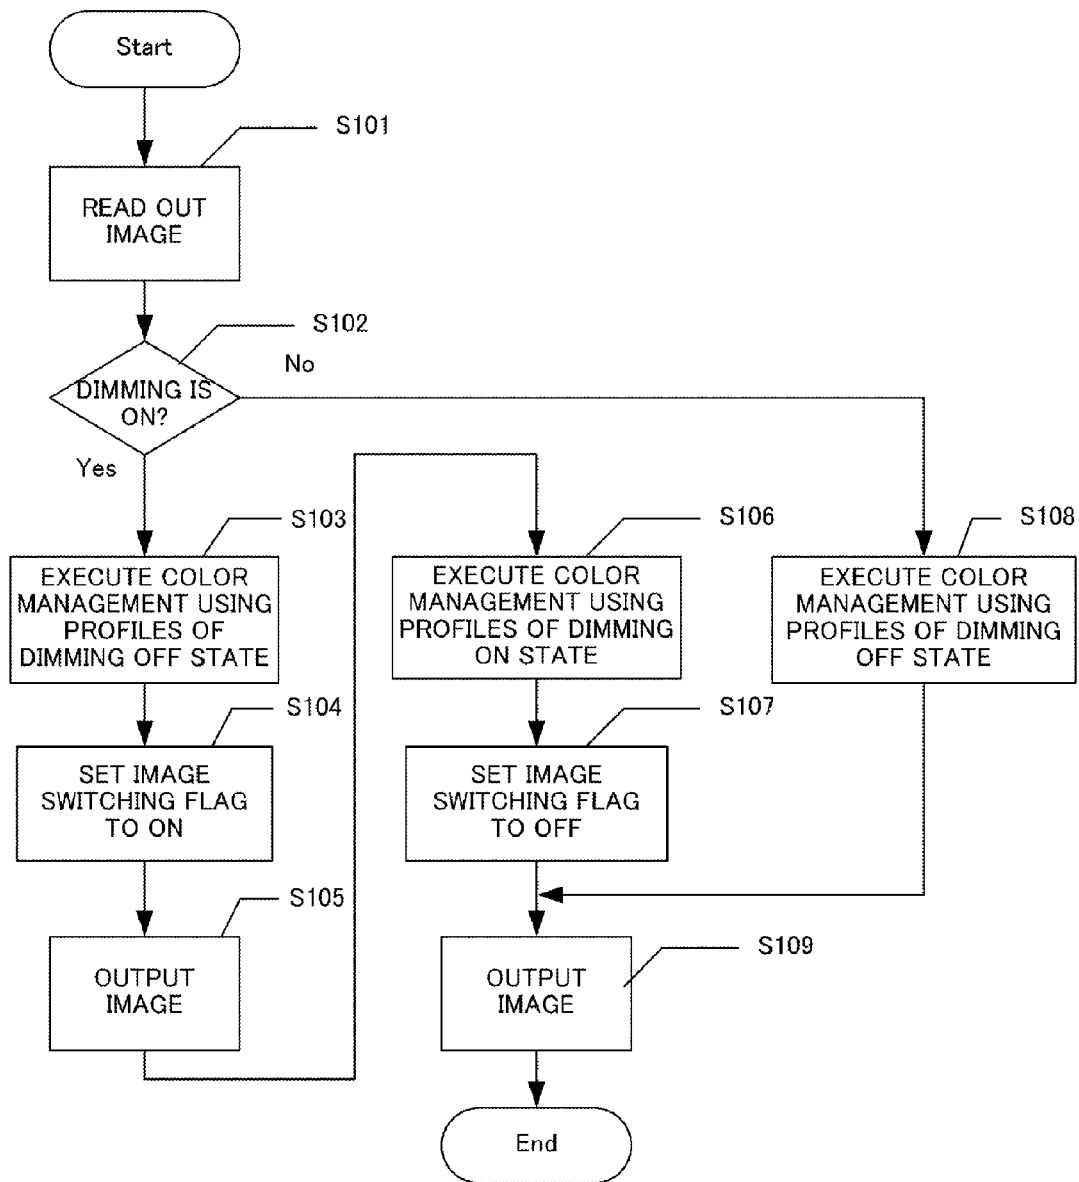 Start
S101
READ OUT
IMAGE
S102
No
DIMMING IS
ON?
Yes
S103
EXECUTE COLOR
MANAGEMENT USING
PROFILES OF
DIMMING OFF STATE
S104
SET IMAGE
SWITCHING FLAG
TO ON
S105
OUTPUT
IMAGE
S106
EXECUTE COLOR
MANAGEMENT USING
PROFILES OF DIMMING
ON STATE
S107
SET IMAGE
SWITCHING FLAG
TO OFF
S108
EXECUTE COLOR
MANAGEMENT USING
PROFILES OF DIMMING
OFF STATE
S109
OUTPUT
IMAGE
End